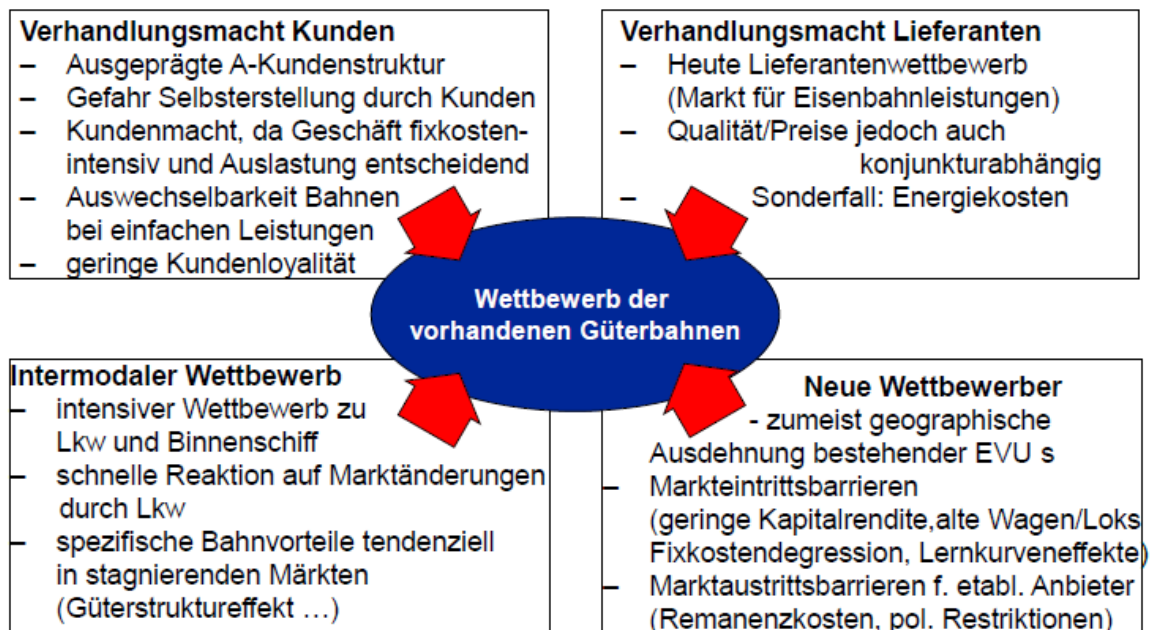 Verhandlungsmacht Kunden
– Ausgeprägte A-Kundenstruktur
– Gefahr Selbsterstellung durch Kunden
– Kundenmacht, da Geschäft fixkosten-
intensiv und Auslastung entscheidend
– Auswechselbarkeit Bahnen
bei einfachen Leistungen
– geringe Kundenloyalität
Verhandlungsmacht Lieferanten
– Heute Lieferantenwettbewerb
(Markt für Eisenbahnleistungen)
– Qualität/Preise jedoch auch
konjunkturabhängig
– Sonderfall: Energiekosten
Wettbewerb der
vorhandenen Güterbahnen
Intermodaler Wettbewerb
– intensiver Wettbewerb zu
Lkw und Binnenschiff
– schnelle Reaktion auf Marktänderungen
durch Lkw
– spezifische Bahnvorteile tendenziell
in stagnierenden Märkten
(Güterstruktureffekt …)
Neue Wettbewerber
- zumeist geographische
Ausdehnung bestehender EVU s
– Markteintrittsbarrieren
(geringe Kapitalrendite,alte Wagen/Loks
Fixkostendegression, Lernkurveneffekte)
– Marktaustrittsbarrieren f. etabl. Anbieter
(Remanenzkosten, pol. Restriktionen)